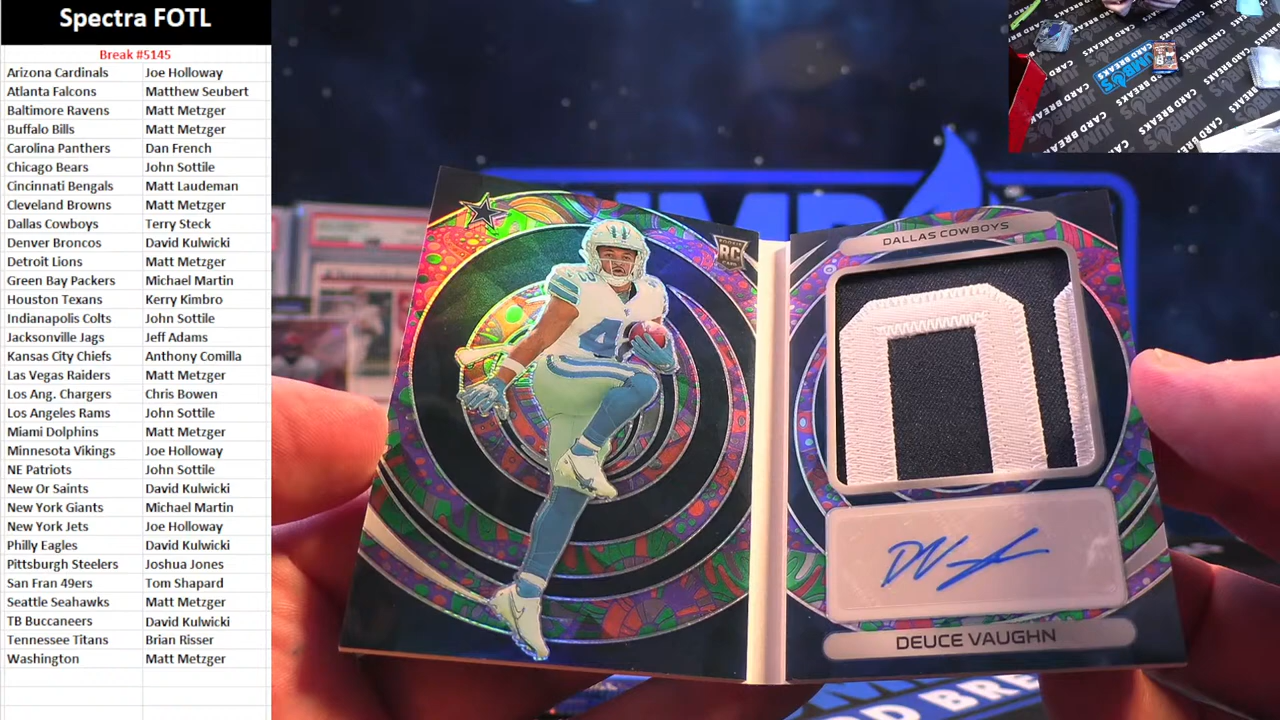 Spectra FOTL
Break #5145
Arizona Cardinals Joe Holloway
Atlanta Falcons Matthew Seubert
Baltimore Ravens Matt Metzger
Buffalo Bills Matt Metzger
Carolina Panthers Dan French
Chicago Bears John Sottile
Cincinnati Bengals Matt Laudeman
Cleveland Browns Matt Metzger
Dallas Cowboys Terry Steck
Denver Broncos David Kulwicki
Detroit Lions Matt Metzger
Green Bay Packers Michael Martin
Houston Texans Kerry Kimbro
Indianapolis Colts John Sottile
Jacksonville Jags Jeff Adams
Kansas City Chiefs Anthony Comilla
Las Vegas Raiders Matt Metzger
Los Ang. Chargers Chris Bowen
Los Angeles Rams John Sottile
Miami Dolphins Matt Metzger
Minnesota Vikings Joe Holloway
NE Patriots John Sottile
New Or Saints David Kulwicki
New York Giants Michael Martin
New York Jets Joe Holloway
Philly Eagles David Kulwicki
Pittsburgh Steelers Joshua Jones
San Fran 49ers Tom Shapard
Seattle Seahawks Matt Metzger
TB Buccaneers David Kulwicki
Tennessee Titans Brian Risser
Washington Matt Metzger
JUMBO'S
CARD BREAKS
ROOKIE
RC
CARD
DALLAS COWBOYS
DEUCE VAUGHN